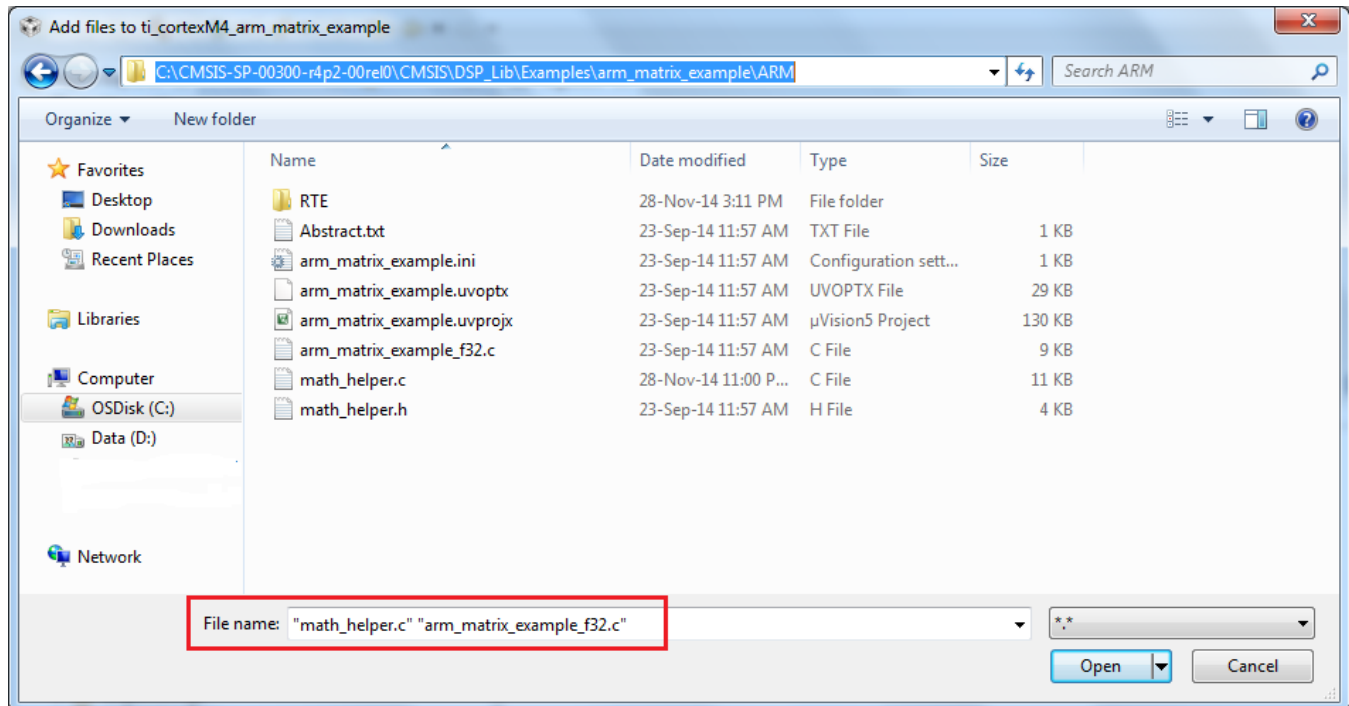 Add files to ti_cortexM4_arm_matrix_example
C:\CMSIS-SP-00300-r4p2-00rel0\CMSIS\DSP_Lib\Examples\arm_matrix_example\ARM Search ARM
Organize New folder
Name Date modified Type Size
Favorites
Desktop
Downloads
Recent Places
Libraries
Computer
OSDisk (C:)
Data (D:)
Network
RTE 28-Nov-14 3:11 PM File folder
Abstract.txt 23-Sep-14 11:57 AM TXT File 1 KB
arm_matrix_example.ini 23-Sep-14 11:57 AM Configuration sett... 1 KB
arm_matrix_example.uvoptx 23-Sep-14 11:57 AM UVOPTX File 29 KB
arm_matrix_example.uvprojx 23-Sep-14 11:57 AM µVision5 Project 130 KB
arm_matrix_example_f32.c 23-Sep-14 11:57 AM C File 9 KB
math_helper.c 28-Nov-14 11:00 P... C File 11 KB
math_helper.h 23-Sep-14 11:57 AM H File 4 KB
File name: "math_helper.c" "arm_matrix_example_f32.c" *.*
Open Cancel